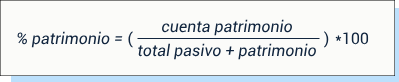 % patrimonio = ( cuenta patrimonio / total pasivo + patrimonio ) *100